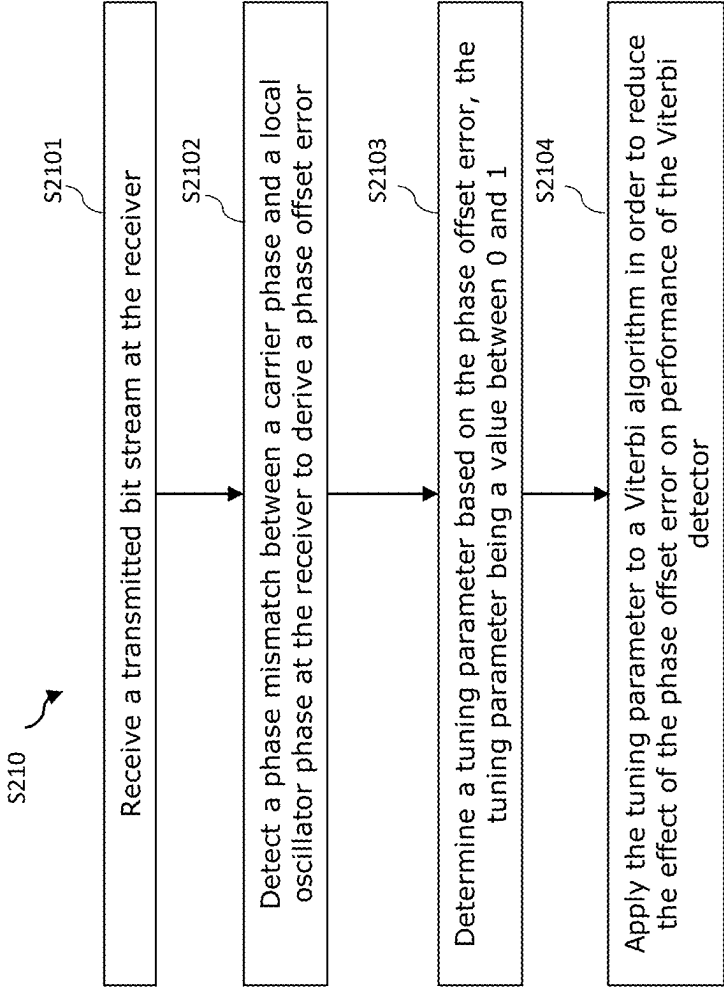 S210
S2101
Receive a transmitted bit stream at the receiver
S2102
Detect a phase mismatch between a carrier phase and a local
oscillator phase at the receiver to derive a phase offset error
S2103
Determine a tuning parameter based on the phase offset error, the
tuning parameter being a value between 0 and 1
S2104
Apply the tuning parameter to a Viterbi algorithm in order to reduce
the effect of the phase offset error on performance of the Viterbi
detector